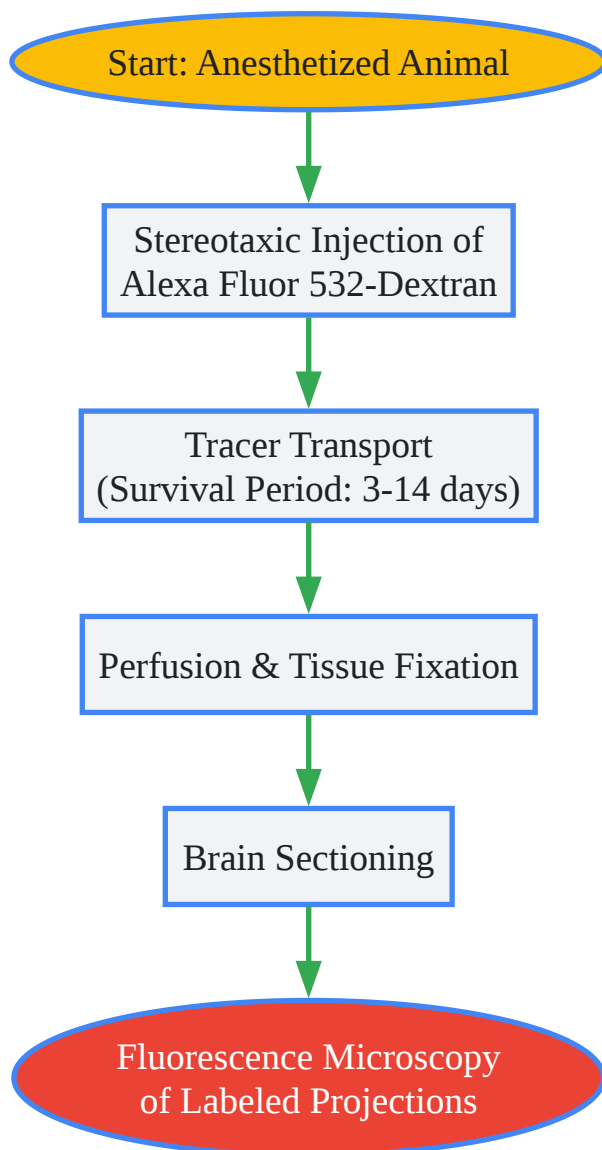 Start: Anesthetized Animal
Stereotaxic Injection of
Alexa Fluor 532-Dextran
Tracer Transport
(Survival Period: 3-14 days)
Perfusion & Tissue Fixation
Brain Sectioning
Fluorescence Microscopy
of Labeled Projections